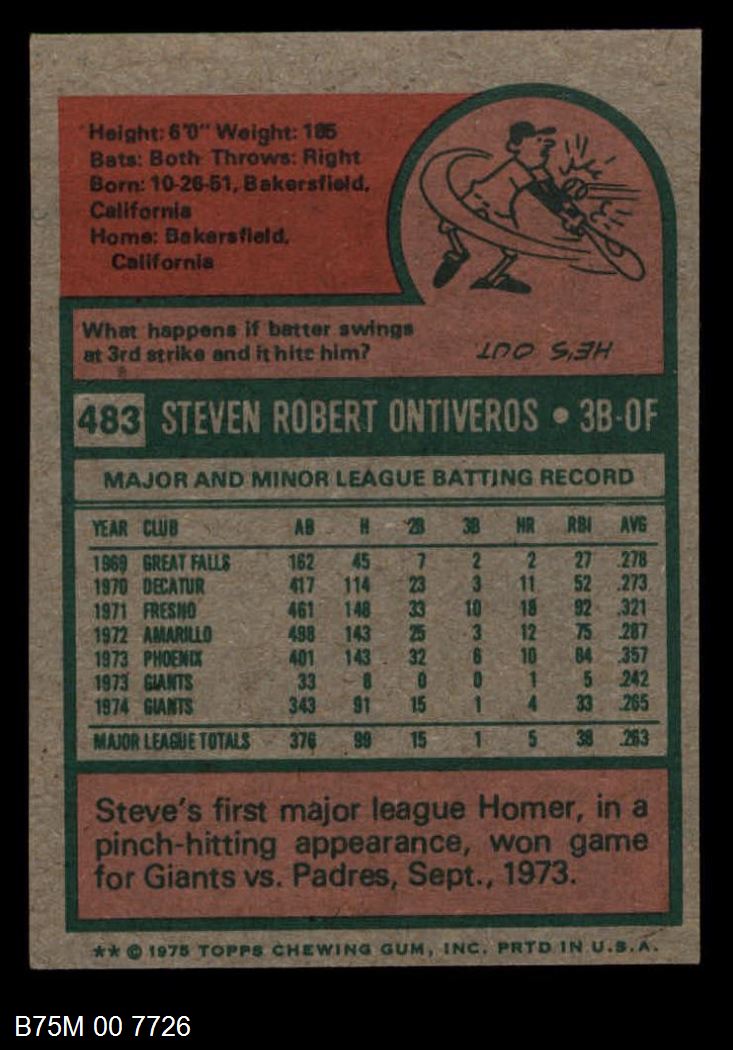 Height: 6'0" Weight: 185
Bats: Both Throws: Right
Born: 10-26-51, Bakersfield,
California
Home: Bakersfield,
California
What happens if batter swings
at 3rd strike and it hits him?
HE'S OUT
483 STEVEN ROBERT ONTIVEROS • 3B-OF
MAJOR AND MINOR LEAGUE BATTING RECORD
YEAR CLUB AB H 2B 3B HR RBI AVG
1969 GREAT FALLS 162 45 7 2 2 27 .278
1970 DECATUR 417 114 23 3 11 52 .273
1971 FRESNO 461 148 33 10 18 92 .321
1972 AMARILLO 498 143 25 3 12 75 .287
1973 PHOENIX 401 143 32 6 10 84 .357
1973 GIANTS 33 8 0 0 1 5 .242
1974 GIANTS 343 91 15 1 4 33 .265
MAJOR LEAGUE TOTALS 376 99 15 1 5 38 .263
Steve's first major league Homer, in a
pinch-hitting appearance, won game
for Giants vs. Padres, Sept., 1973.
** © 1975 TOPPS CHEWING GUM, INC. PRTD IN U.S.A.
B75M 00 7726